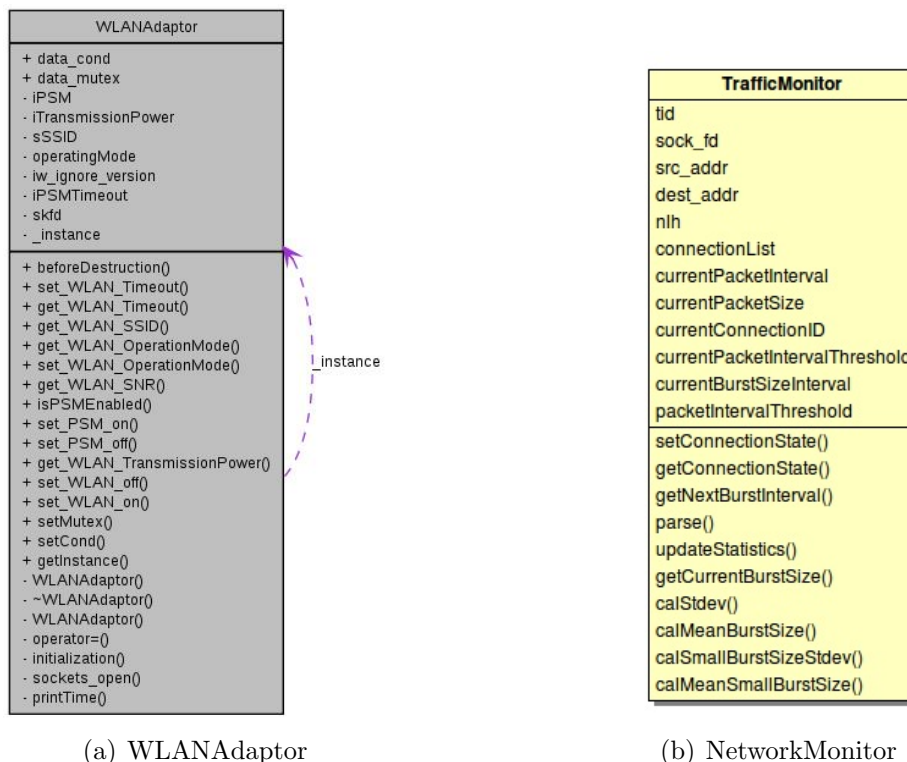 WLANAdaptor
+ data_cond
+ data_mutex
- iPSM
- iTransmissionPower
- sSSID
- operatingMode
- iw_ignore_version
- iPSMTimeout
- skfd
- _instance
+ beforeDestruction()
+ set_WLAN_Timeout()
+ get_WLAN_Timeout()
+ get_WLAN_SSID()
+ get_WLAN_OperationMode()
+ set_WLAN_OperationMode()
+ get_WLAN_SNR()
+ isPSMEnabled()
+ set_PSM_on()
+ set_PSM_off()
+ get_WLAN_TransmissionPower()
+ set_WLAN_off()
+ set_WLAN_on()
+ setMutex()
+ setCond()
+ getInstance()
- WLANAdaptor()
- ~WLANAdaptor()
- WLANAdaptor()
- operator=()
- initialization()
- sockets_open()
- printTime()
_instance
(a) WLANAdaptor
TrafficMonitor
tid
sock_fd
src_addr
dest_addr
nlh
connectionList
currentPacketInterval
currentPacketSize
currentConnectionID
currentPacketIntervalThreshold
currentBurstSizeInterval
packetIntervalThreshold
setConnectionState()
getConnectionState()
getNextBurstInterval()
parse()
updateStatistics()
getCurrentBurstSize()
calStdev()
calMeanBurstSize()
calSmallBurstSizeStdev()
calMeanSmallBurstSize()
(b) NetworkMonitor